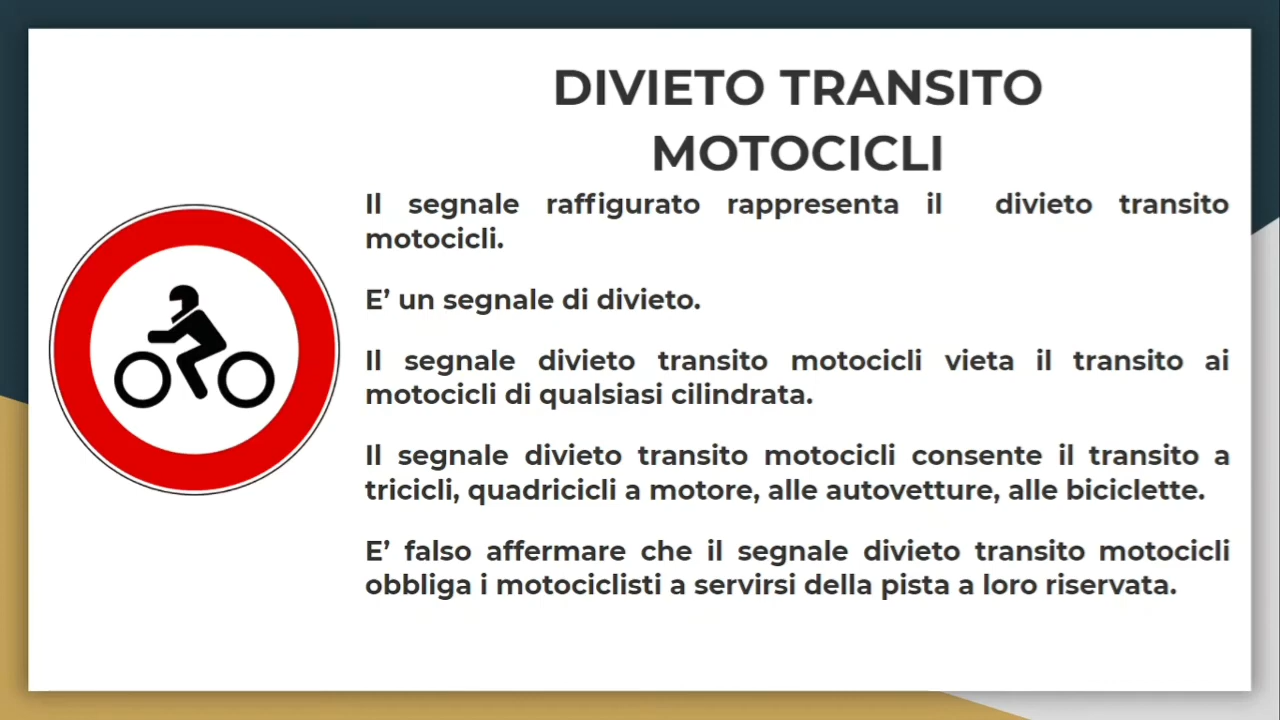 DIVIETO TRANSITO
MOTOCICLI
Il segnale raffigurato rappresenta il divieto transito
motocicli.
E’ un segnale di divieto.
Il segnale divieto transito motocicli vieta il transito ai
motocicli di qualsiasi cilindrata.
Il segnale divieto transito motocicli consente il transito a
tricicli, quadricicli a motore, alle autovetture, alle biciclette.
E’ falso affermare che il segnale divieto transito motocicli
obbliga i motociclisti a servirsi della pista a loro riservata.